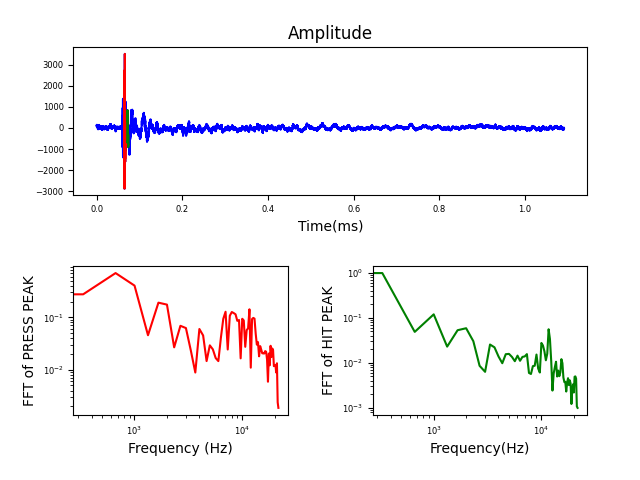 Amplitude
3000
2000
1000
0
−1000
−2000
−3000
0.0 0.2 0.4 0.6 0.8 1.0
Time(ms)
FFT of PRESS PEAK
10⁻¹
10⁻²
10³ 10⁴
Frequency (Hz)
FFT of HIT PEAK
10⁰
10⁻¹
10⁻²
10⁻³
10³ 10⁴
Frequency(Hz)